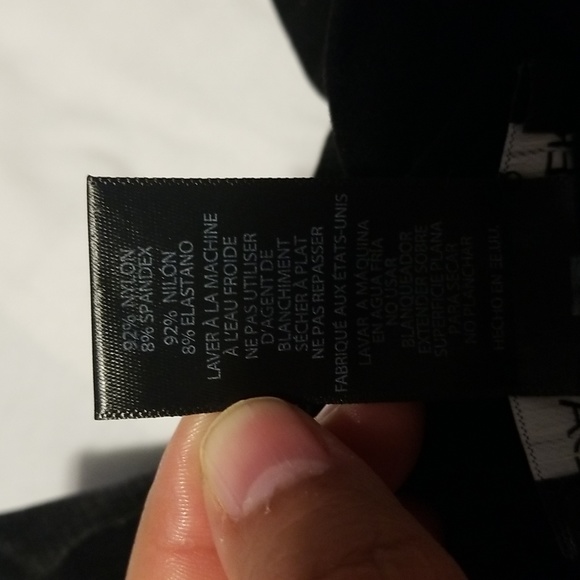 92% NYLON
8% SPANDEX
92% NILÓN
8% ELASTANO
LAVER À LA MACHINE
À L'EAU FROIDE
NE PAS UTILISER
D'AGENT DE
BLANCHIMENT
SÉCHER À PLAT
NE PAS REPASSER
FABRIQUÉ AUX ÉTATS-UNIS
LAVAR A MAQUINA
EN AGUA FRIA
NO USAR
BLANQUEADOR
EXTENDER SOBRE
SUPERFICIE PLANA
PARA SECAR
NO PLANCHAR
HECHO EN EE.UU.